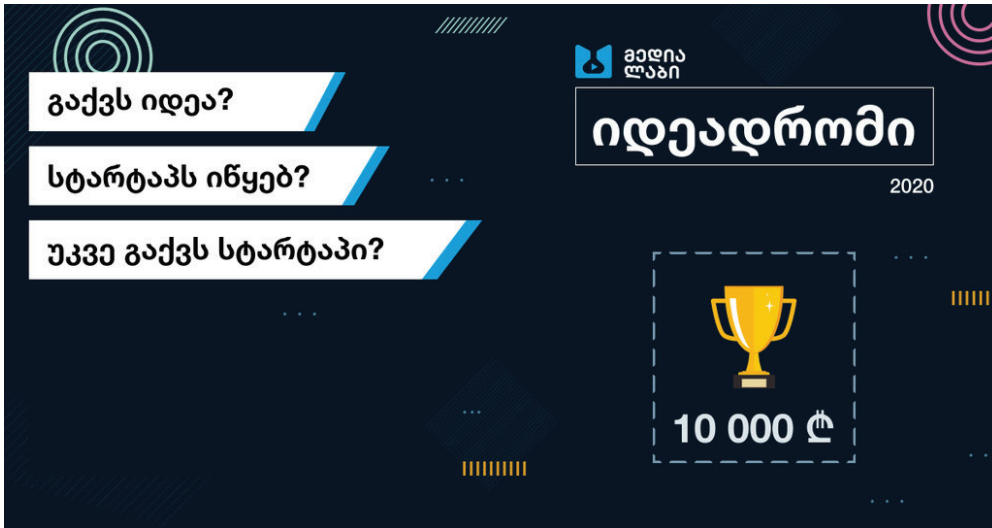 გაქვს იდეა?
სტარტაპს იწყებ?
უკვე გაქვს სტარტაპი?
მედია
ლაბი
იდეადრომი
2020
10 000 ₾